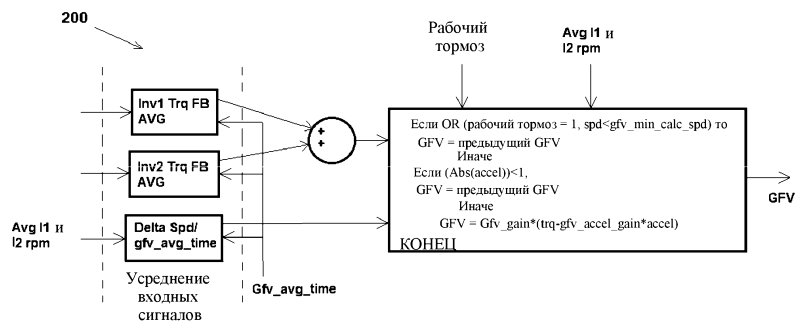 200
Рабочий
тормоз
Avg I1 и
I2 rpm
Inv1 Trq FB
AVG
Inv2 Trq FB
AVG
Avg I1 и
I2 rpm
Delta Spd/
gfv_avg_time
Усреднение
входных
сигналов
Gfv_avg_time
+
+
Если OR (рабочий тормоз = 1, spd<gfv_min_calc_spd) то
GFV = предыдущий GFV
Иначе
Если (Abs(accel))<1,
GFV = предыдущий GFV
Иначе
GFV = Gfv_gain*(trq-gfv_accel_gain*accel)
КОНЕЦ
GFV